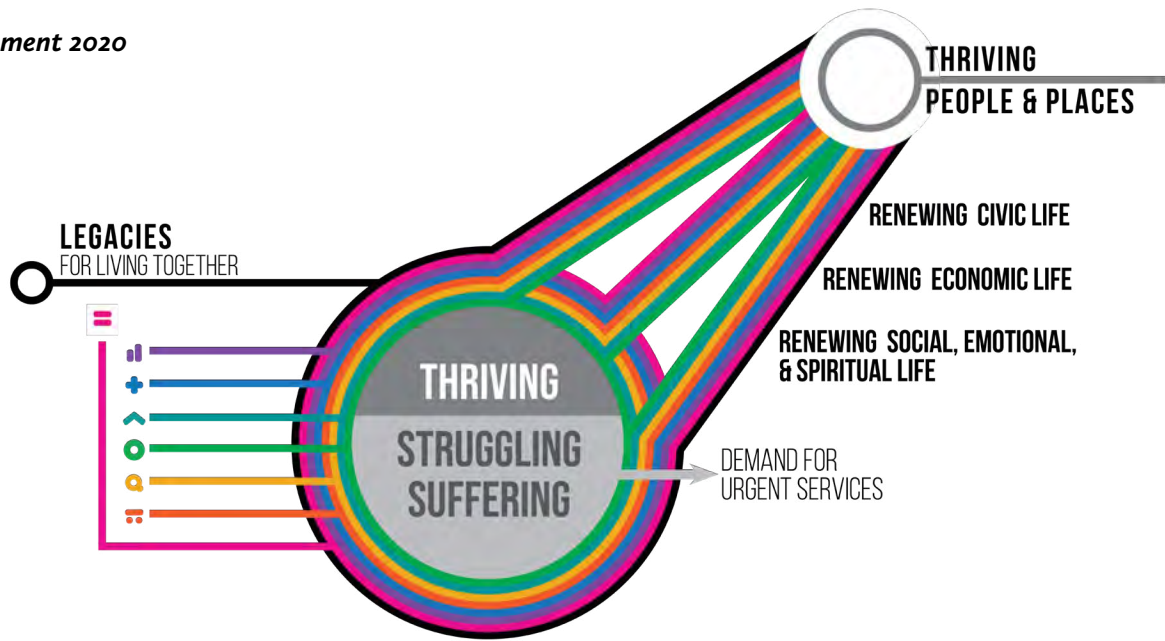 ment 2020
THRIVING
PEOPLE & PLACES
RENEWING CIVIC LIFE
LEGACIES
FOR LIVING TOGETHER
RENEWING ECONOMIC LIFE
RENEWING SOCIAL, EMOTIONAL,
& SPIRITUAL LIFE
THRIVING
STRUGGLING
SUFFERING
DEMAND FOR
URGENT SERVICES